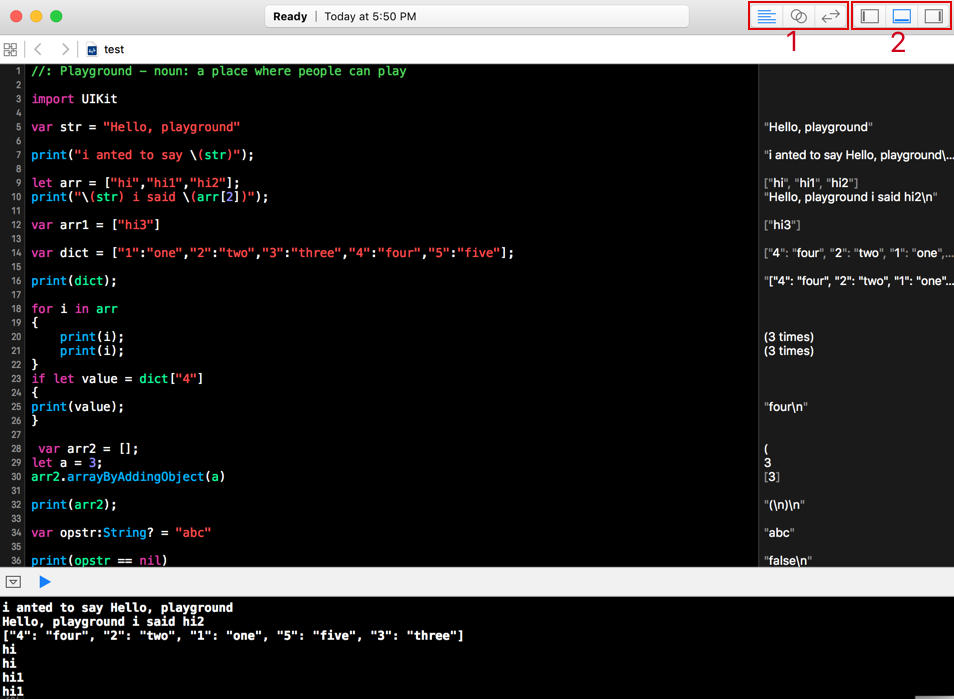 Ready | Today at 5:50 PM
1
2
test
1 //: Playground – noun: a place where people can play
2
3 import UIKit
4
5 var str = "Hello, playground" "Hello, playground"
6
7 print("i anted to say \(str)"); "i anted to say Hello, playground\...
8
9 let arr = ["hi","hi1","hi2"]; ["hi", "hi1", "hi2"]
10 print("\(str) i said \(arr[2])"); "Hello, playground i said hi2\n"
11
12 var arr1 = ["hi3"] ["hi3"]
13
14 var dict = ["1":"one","2":"two","3":"three","4":"four","5":"five"]; ["4": "four", "2": "two", "1": "one",...
15
16 print(dict); "["4": "four", "2": "two", "1": "one"...
17
18 for i in arr
19 {
20 print(i); (3 times)
21 print(i); (3 times)
22 }
23 if let value = dict["4"]
24 {
25 print(value); "four\n"
26 }
27
28 var arr2 = []; (
29 let a = 3; 3
30 arr2.arrayByAddingObject(a) [3]
31
32 print(arr2); "(\n)\n"
33
34 var opstr:String? = "abc" "abc"
35
36 print(opstr == nil) "false\n"
i anted to say Hello, playground
Hello, playground i said hi2
["4": "four", "2": "two", "1": "one", "5": "five", "3": "three"]
hi
hi
hi1
hi1